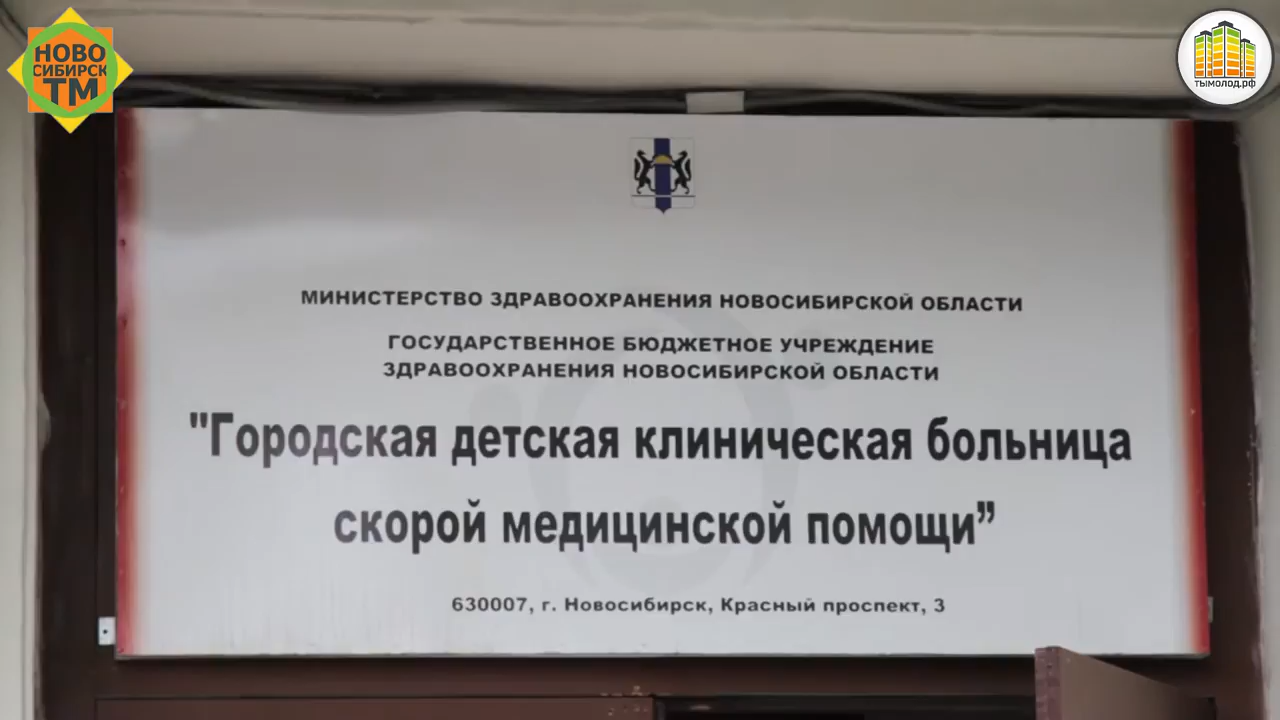 НОВО
СИБИРСК
ТМ
ТЫМОЛОД.РФ
МИНИСТЕРСТВО ЗДРАВООХРАНЕНИЯ НОВОСИБИРСКОЙ ОБЛАСТИ
ГОСУДАРСТВЕННОЕ БЮДЖЕТНОЕ УЧРЕЖДЕНИЕ
ЗДРАВООХРАНЕНИЯ НОВОСИБИРСКОЙ ОБЛАСТИ
"Городская детская клиническая больница
скорой медицинской помощи”
630007, г. Новосибирск, Красный проспект, 3